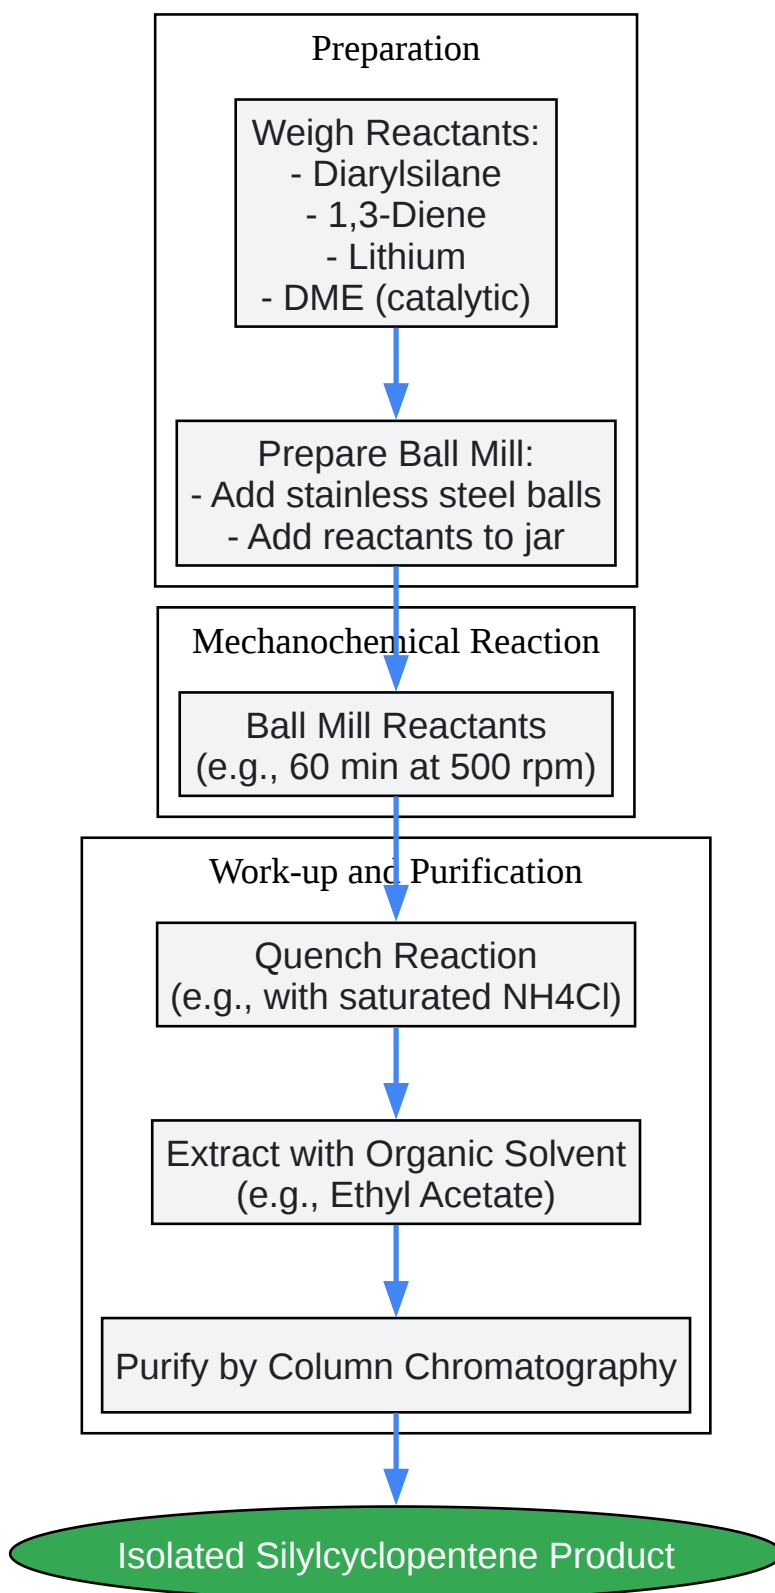 Preparation
Weigh Reactants:
- Diarylsilane
- 1,3-Diene
- Lithium
- DME (catalytic)
Prepare Ball Mill:
- Add stainless steel balls
- Add reactants to jar
Mechanochemical Reaction
Ball Mill Reactants
(e.g., 60 min at 500 rpm)
Work-up and Purification
Quench Reaction
(e.g., with saturated NH4Cl)
Extract with Organic Solvent
(e.g., Ethyl Acetate)
Purify by Column Chromatography
Isolated Silylcyclopentene Product